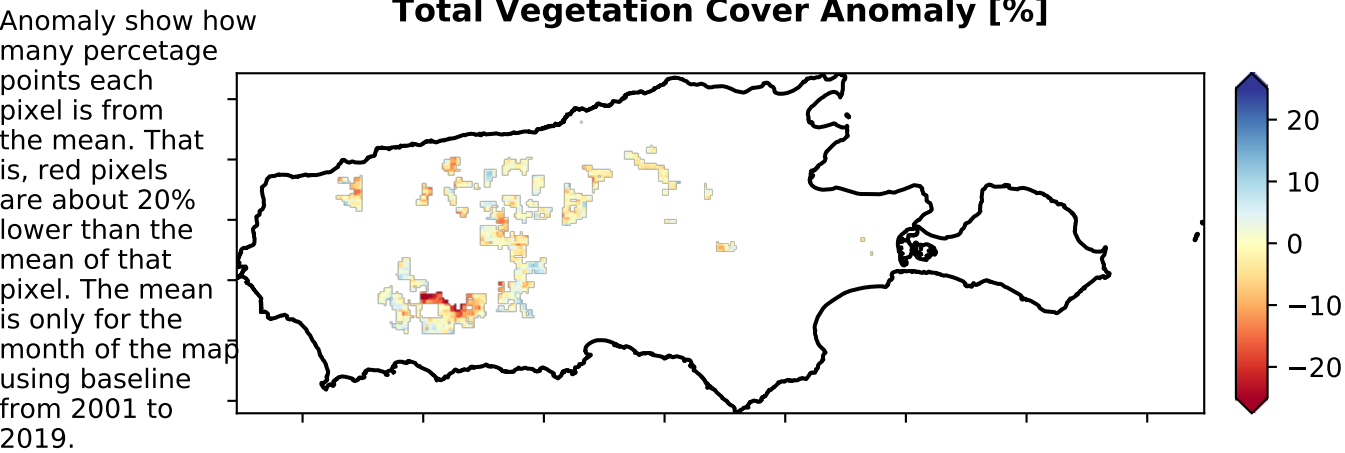 Total Vegetation Cover Anomaly [%]
Anomaly show how
many percetage
points each
pixel is from
the mean. That
is, red pixels
are about 20%
lower than the
mean of that
pixel. The mean
is only for the
month of the map
using baseline
from 2001 to
2019.
20
10
0
−10
−20